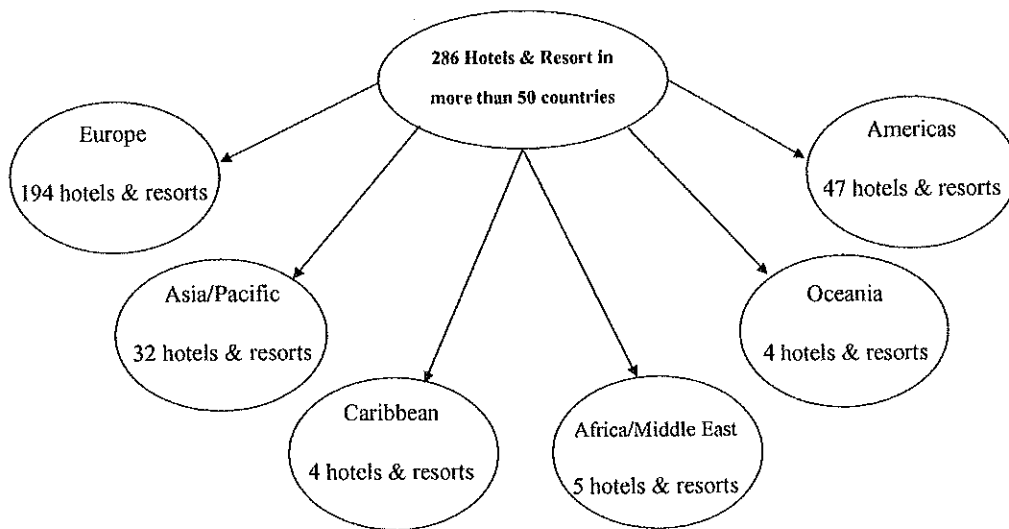 286 Hotels & Resort in
more than 50 countries
Europe
194 hotels & resorts
Americas
47 hotels & resorts
Asia/Pacific
32 hotels & resorts
Oceania
4 hotels & resorts
Caribbean
4 hotels & resorts
Africa/Middle East
5 hotels & resorts